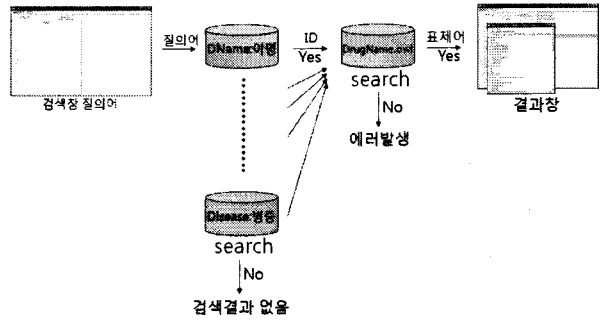 질의어
DName:이명
ID
Yes
DrugName.owl
표제어
Yes
search
검색창 질의어
No
결과창
에러발생
Disease:병증
search
No
검색결과 없음